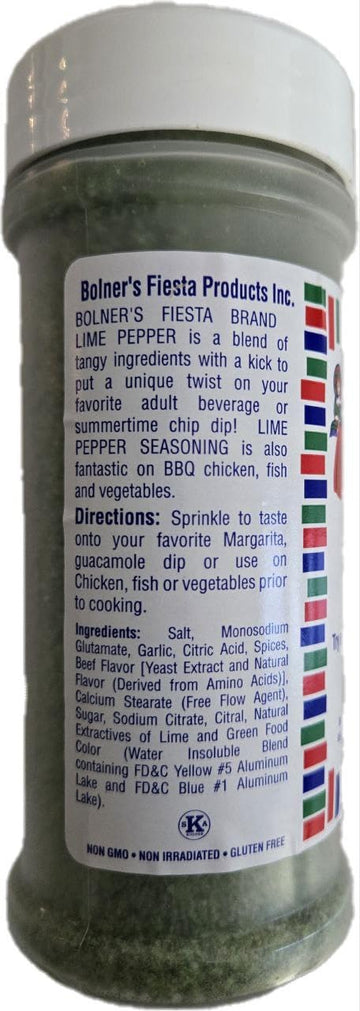 Bolner's Fiesta Products Inc.
BOLNER'S FIESTA BRAND
LIME PEPPER is a blend of
tangy ingredients with a kick to
put a unique twist on your
favorite adult beverage or
summertime chip dip! LIME
PEPPER SEASONING is also
fantastic on BBQ chicken, fish
and vegetables.
Directions: Sprinkle to taste
onto your favorite Margarita,
guacamole dip or use on
Chicken, fish or vegetables prior
to cooking.
Ingredients: Salt, Monosodium
Glutamate, Garlic, Citric Acid, Spices,
Beef Flavor [Yeast Extract and Natural
Flavor (Derived from Amino Acids)],
Calcium Stearate (Free Flow Agent),
Sugar, Sodium Citrate, Citral, Natural
Extractives of Lime and Green Food
Color (Water Insoluble Blend
containing FD&C Yellow #5 Aluminum
Lake and FD&C Blue #1 Aluminum
Lake).
S K A
NON GMO • NON IRRADIATED • GLUTEN FREE